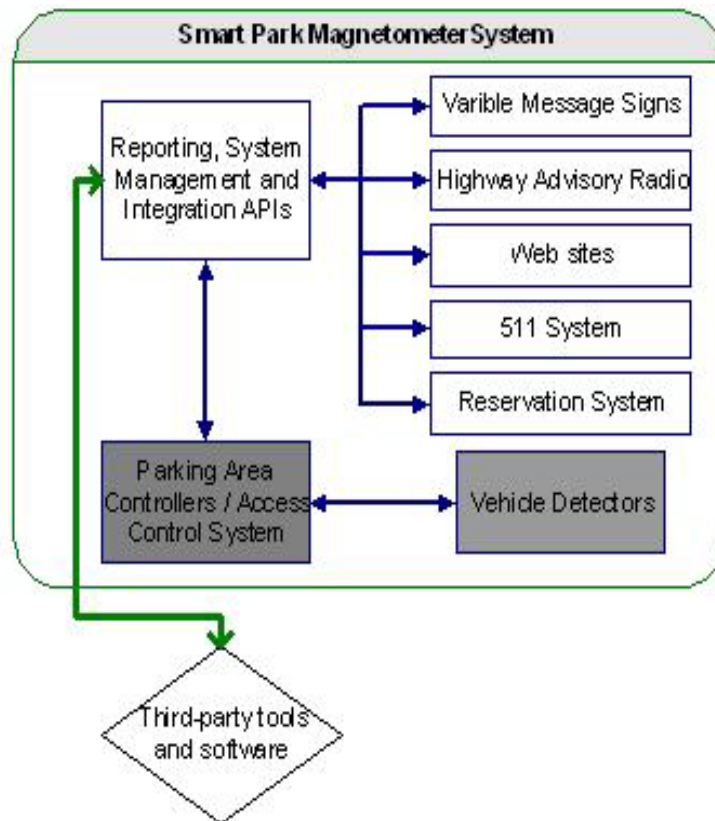 Smart Park Magnetometer System
Reporting, System
Management and
Integration APIs
Varible Message Signs
Highway Advisory Radio
Web sites
511 System
Reservation System
Parking Area
Controllers / Access
Control System
Vehicle Detectors
Third-party tools
and software